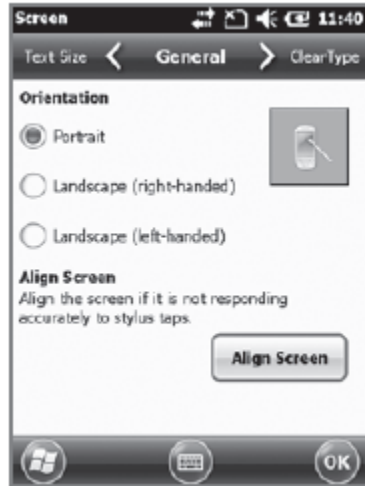 Screen 11:40
Text Size General ClearType
Orientation
Portrait
Landscape (right-handed)
Landscape (left-handed)
Align Screen
Align the screen if it is not responding
accurately to stylus taps.
Align Screen
OK